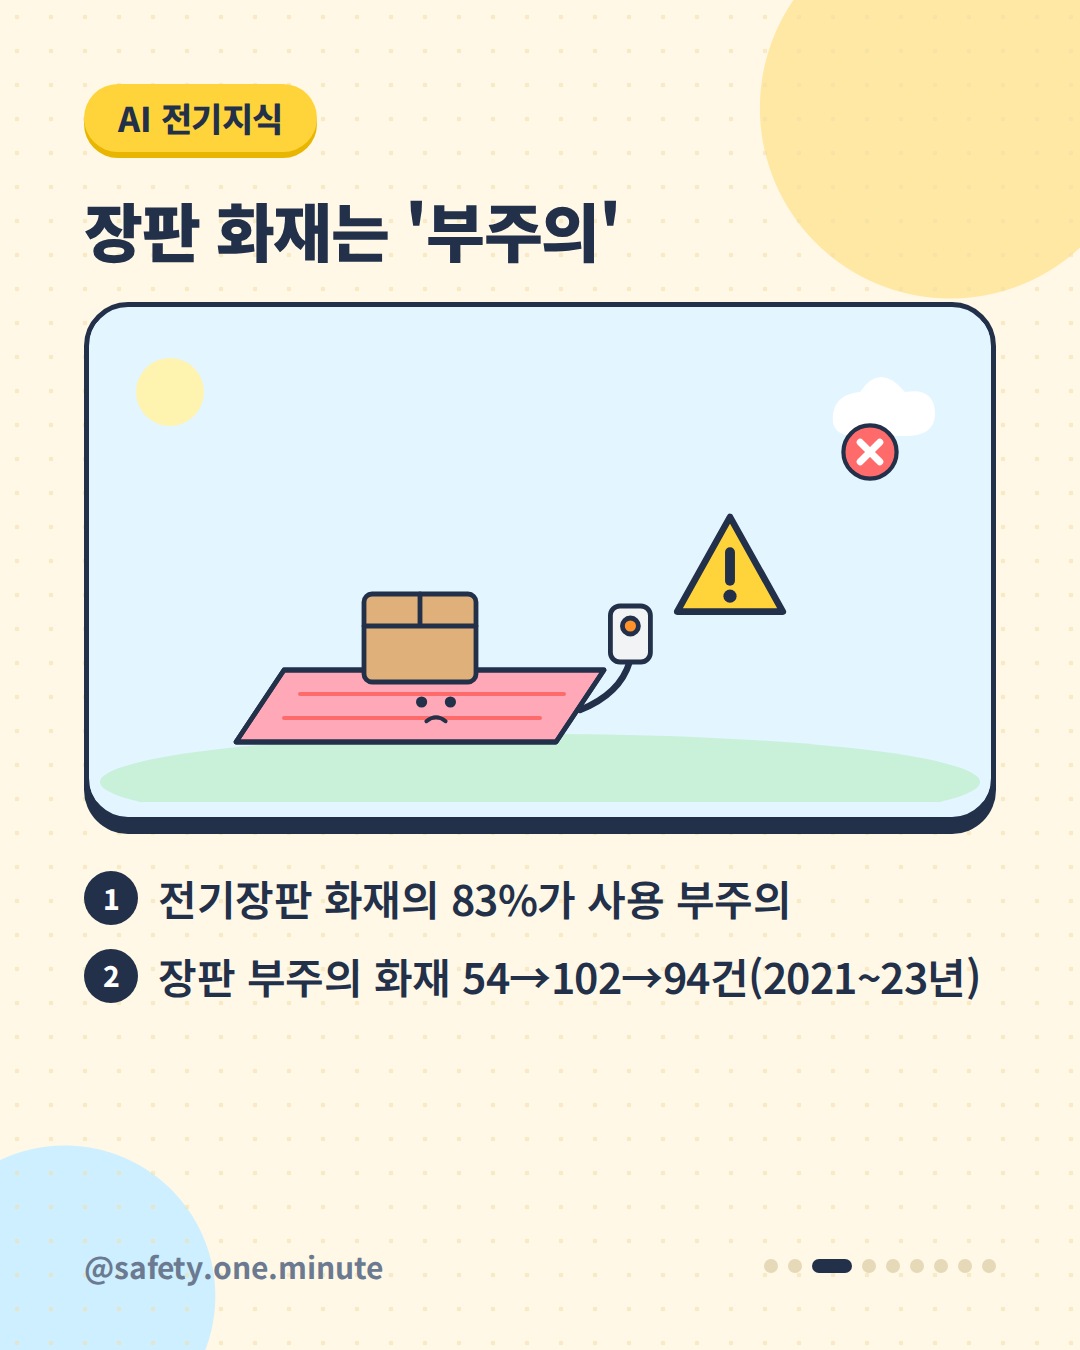 AI 전기지식
장판 화재는 '부주의'
1 전기장판 화재의 83%가 사용 부주의
2 장판 부주의 화재 54→102→94건(2021~23년)
@safety.one.minute